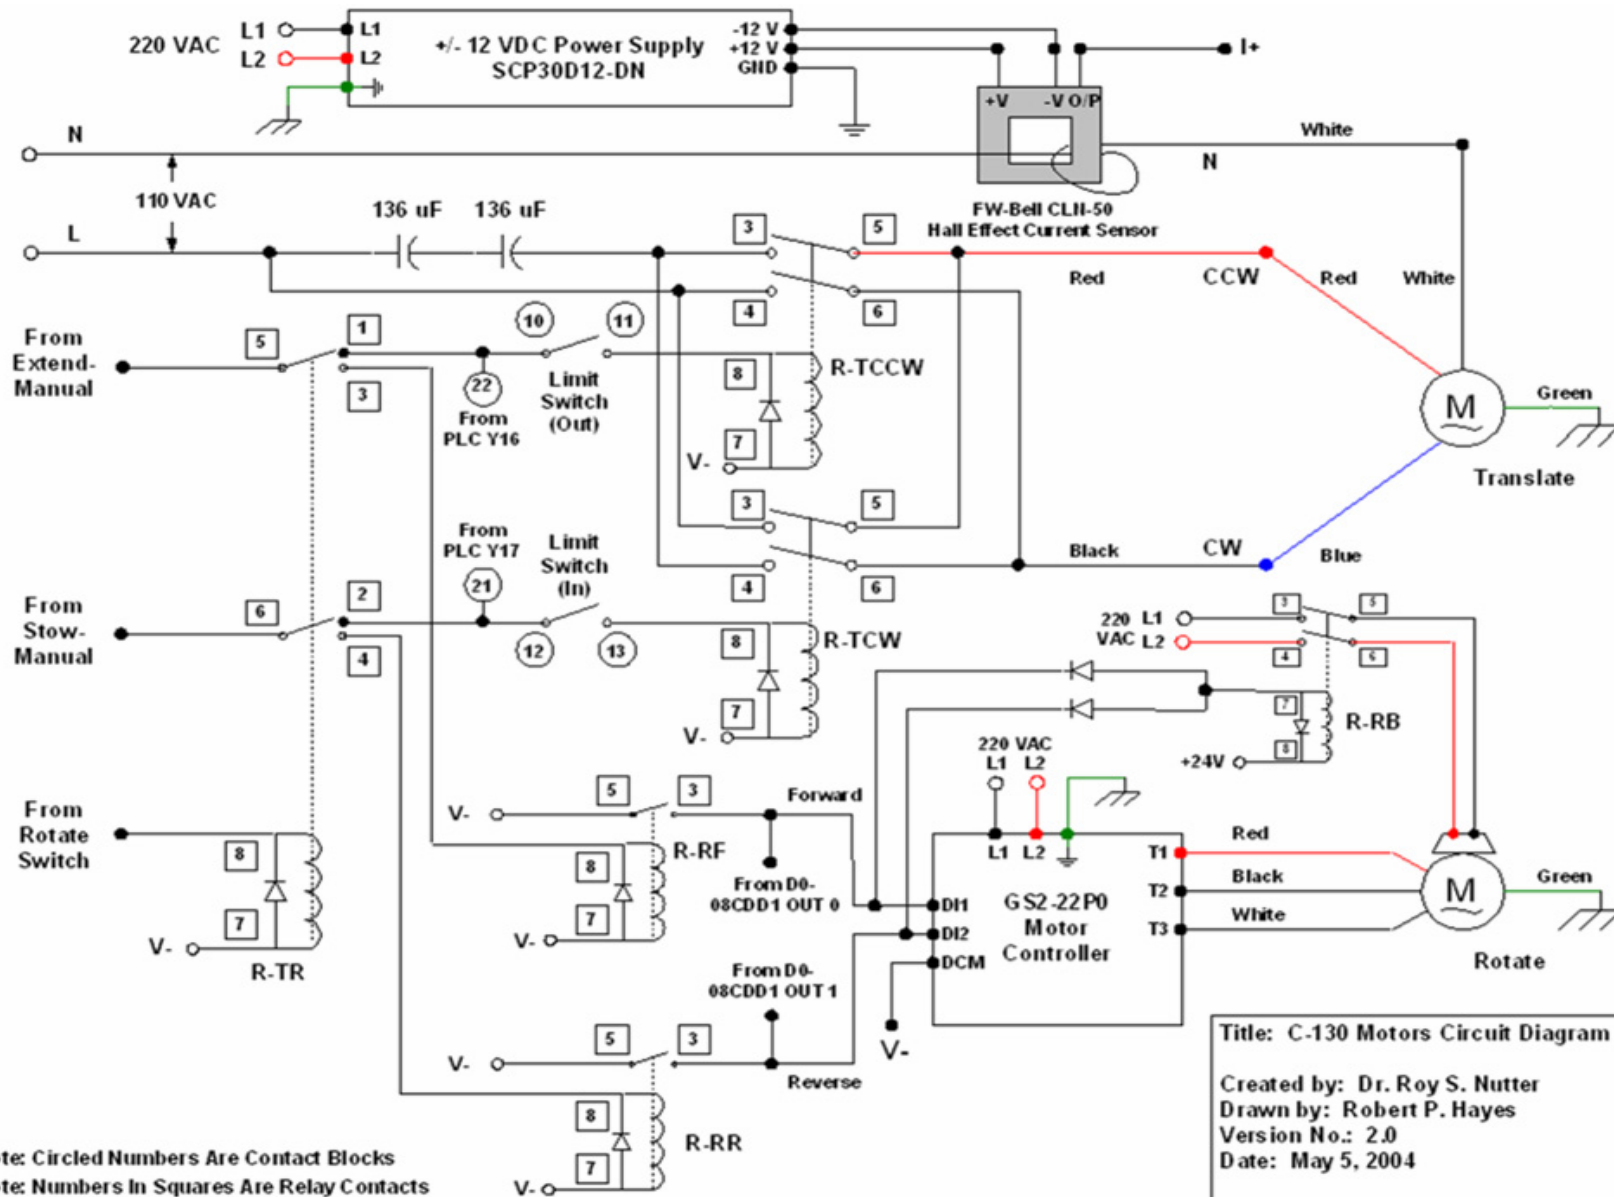 220 VAC
L1
L2
L1
L2
+/- 12 VDC Power Supply
SCP30D12-DN
-12 V
+12 V
GND
I+
+V
-V
O/P
N
110 VAC
L
136 uF
136 uF
FW-Bell CLN-50
Hall Effect Current Sensor
White
N
3
5
4
6
Red
CCW
Red
White
From
Extend-
Manual
5
1
3
22
From
PLC Y16
10
11
Limit
Switch
(Out)
8
7
V-
R-TCCW
M
Green
Translate
3
5
4
6
Black
CW
Blue
From
Stow-
Manual
6
2
4
From
PLC Y17
21
Limit
Switch
(In)
12
13
8
7
V-
R-TCW
220
VAC
L1
L2
3
5
4
6
7
8
R-RB
+24V
From
Rotate
Switch
8
7
V-
R-TR
V-
5
3
Forward
8
7
V-
R-RF
From D0-
08CDD1 OUT 0
220 VAC
L1
L2
L1
L2
GS2-22P0
Motor
Controller
DI1
DI2
DCM
T1
T2
T3
V-
Red
Black
White
M
Green
Rotate
From D0-
08CDD1 OUT 1
V-
5
3
Reverse
8
7
V-
R-RR
te: Circled Numbers Are Contact Blocks
te: Numbers In Squares Are Relay Contacts
Title: C-130 Motors Circuit Diagram
Created by: Dr. Roy S. Nutter
Drawn by: Robert P. Hayes
Version No.: 2.0
Date: May 5, 2004